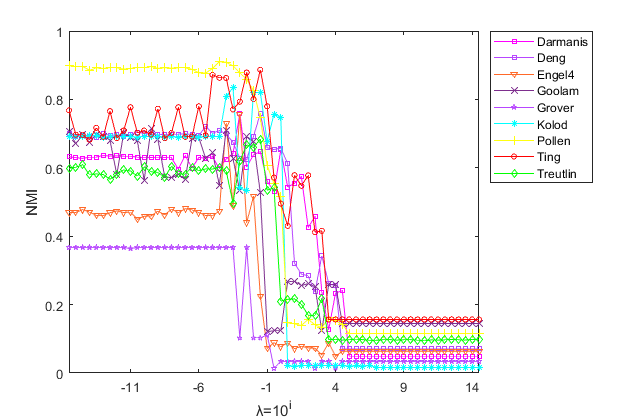 1
0.8
0.6
0.4
0.2
0
NMI
-11 -6 -1 4 9 14
λ=10^i
Darmanis
Deng
Engel4
Goolam
Grover
Kolod
Pollen
Ting
Treutlin